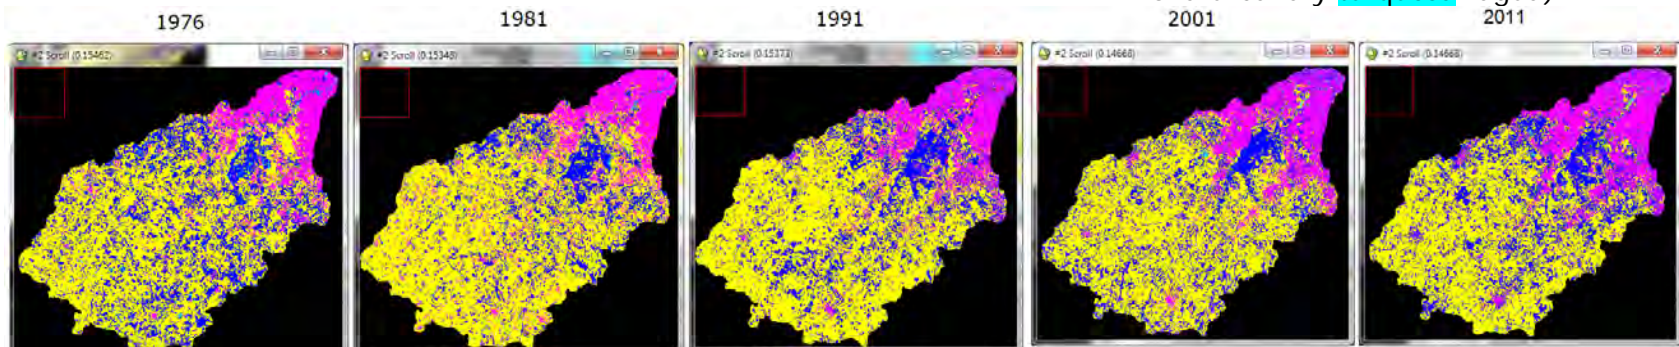 1976 1981 1991 2001 2011
#2 Scroll (0.15462) #2 Scroll (0.15348) #2 Scroll (0.15373) #2 Scroll (0.14668) #2 Scroll (0.14668)